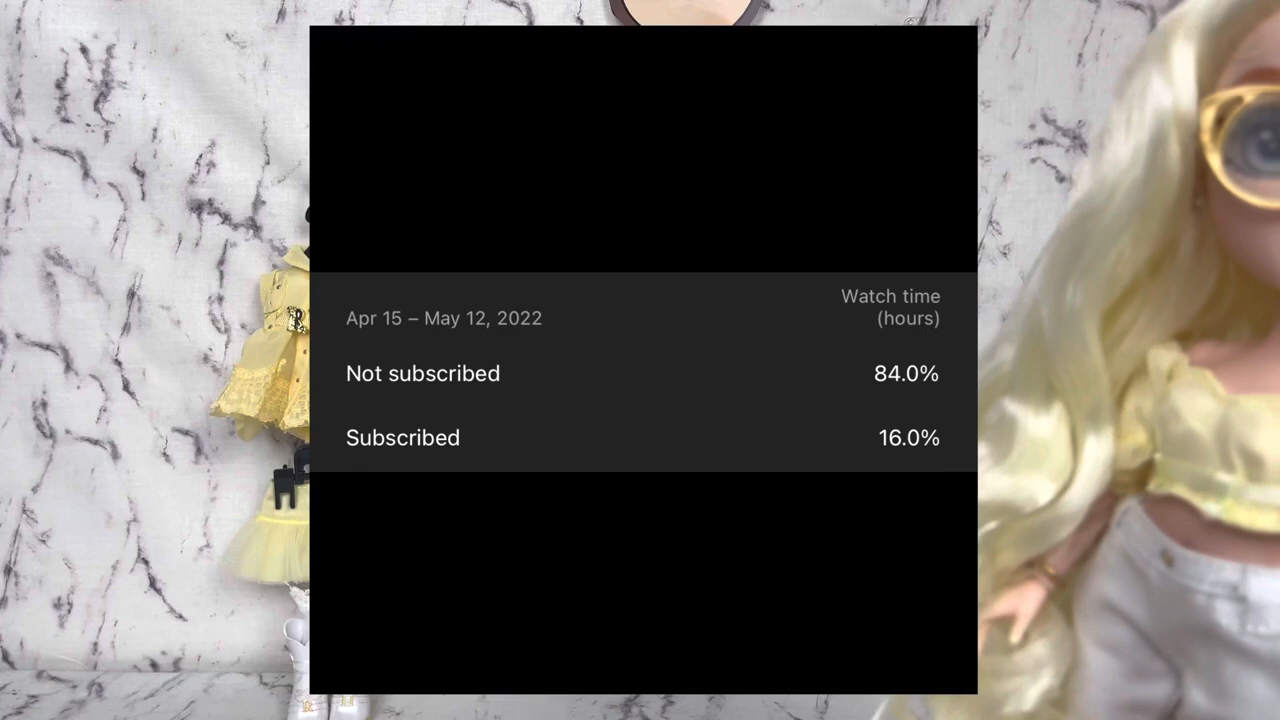 Watch time
Apr 15 – May 12, 2022 (hours)
Not subscribed 84.0%
Subscribed 16.0%